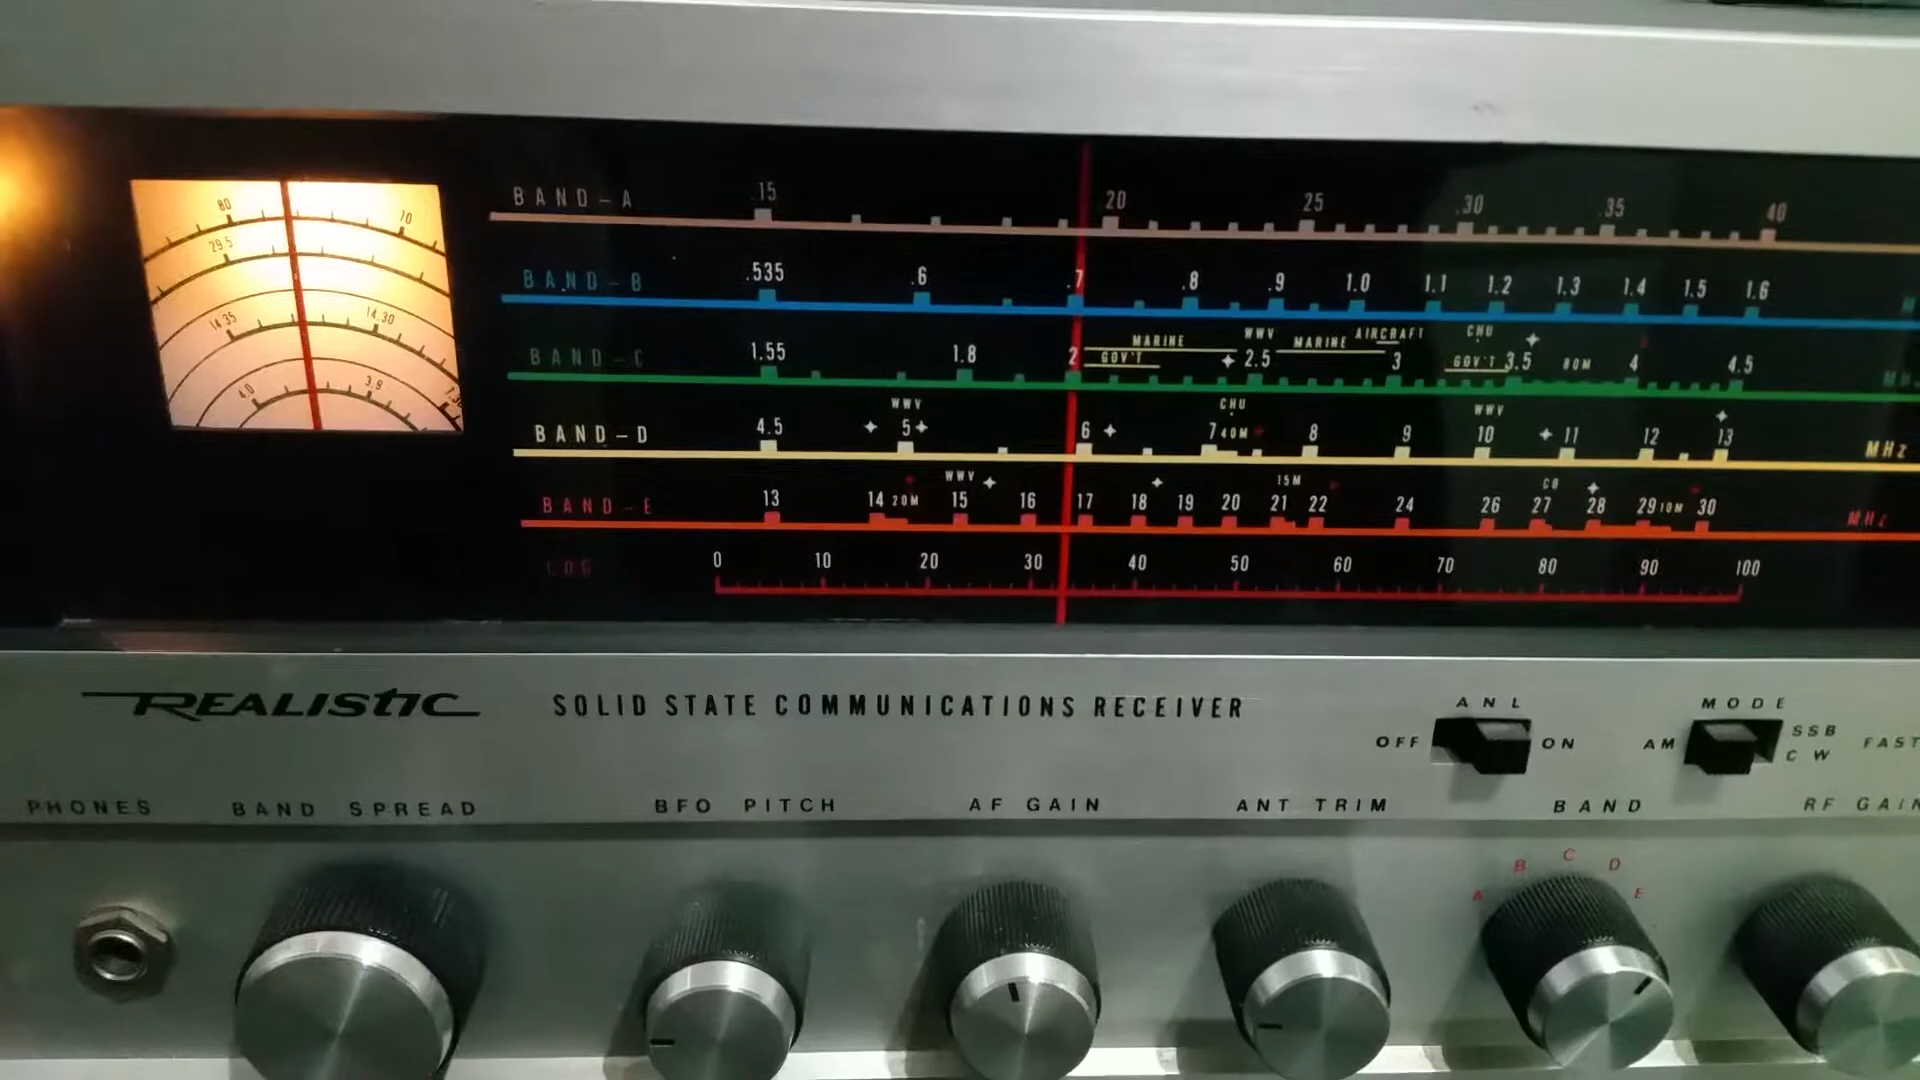 80 10
29.5
14.35 14.30
4.0 3.9
BAND-A .15 .20 .25 .30 .35 .40
BAND-B .535 .6 .7 .8 .9 1.0 1.1 1.2 1.3 1.4 1.5 1.6
MARINE WWV MARINE AIRCRAFT CHU
BAND-C 1.55 1.8 2 GOV'T 2.5 3 GOV'T 3.5 80M 4 4.5
WWV CHU WWV
BAND-D 4.5 5 6 7 40M 8 9 10 11 12 13 MHz
WWV 15M CB
BAND-E 13 14 20M 15 16 17 18 19 20 21 22 24 26 27 28 29 10M 30 MHz
LOG 0 10 20 30 40 50 60 70 80 90 100
REALISTIC SOLID STATE COMMUNICATIONS RECEIVER
ANL
OFF ON
MODE
AM SSB
CW
FAST
PHONES BAND SPREAD BFO PITCH AF GAIN ANT TRIM BAND RF GAIN
A B C D E